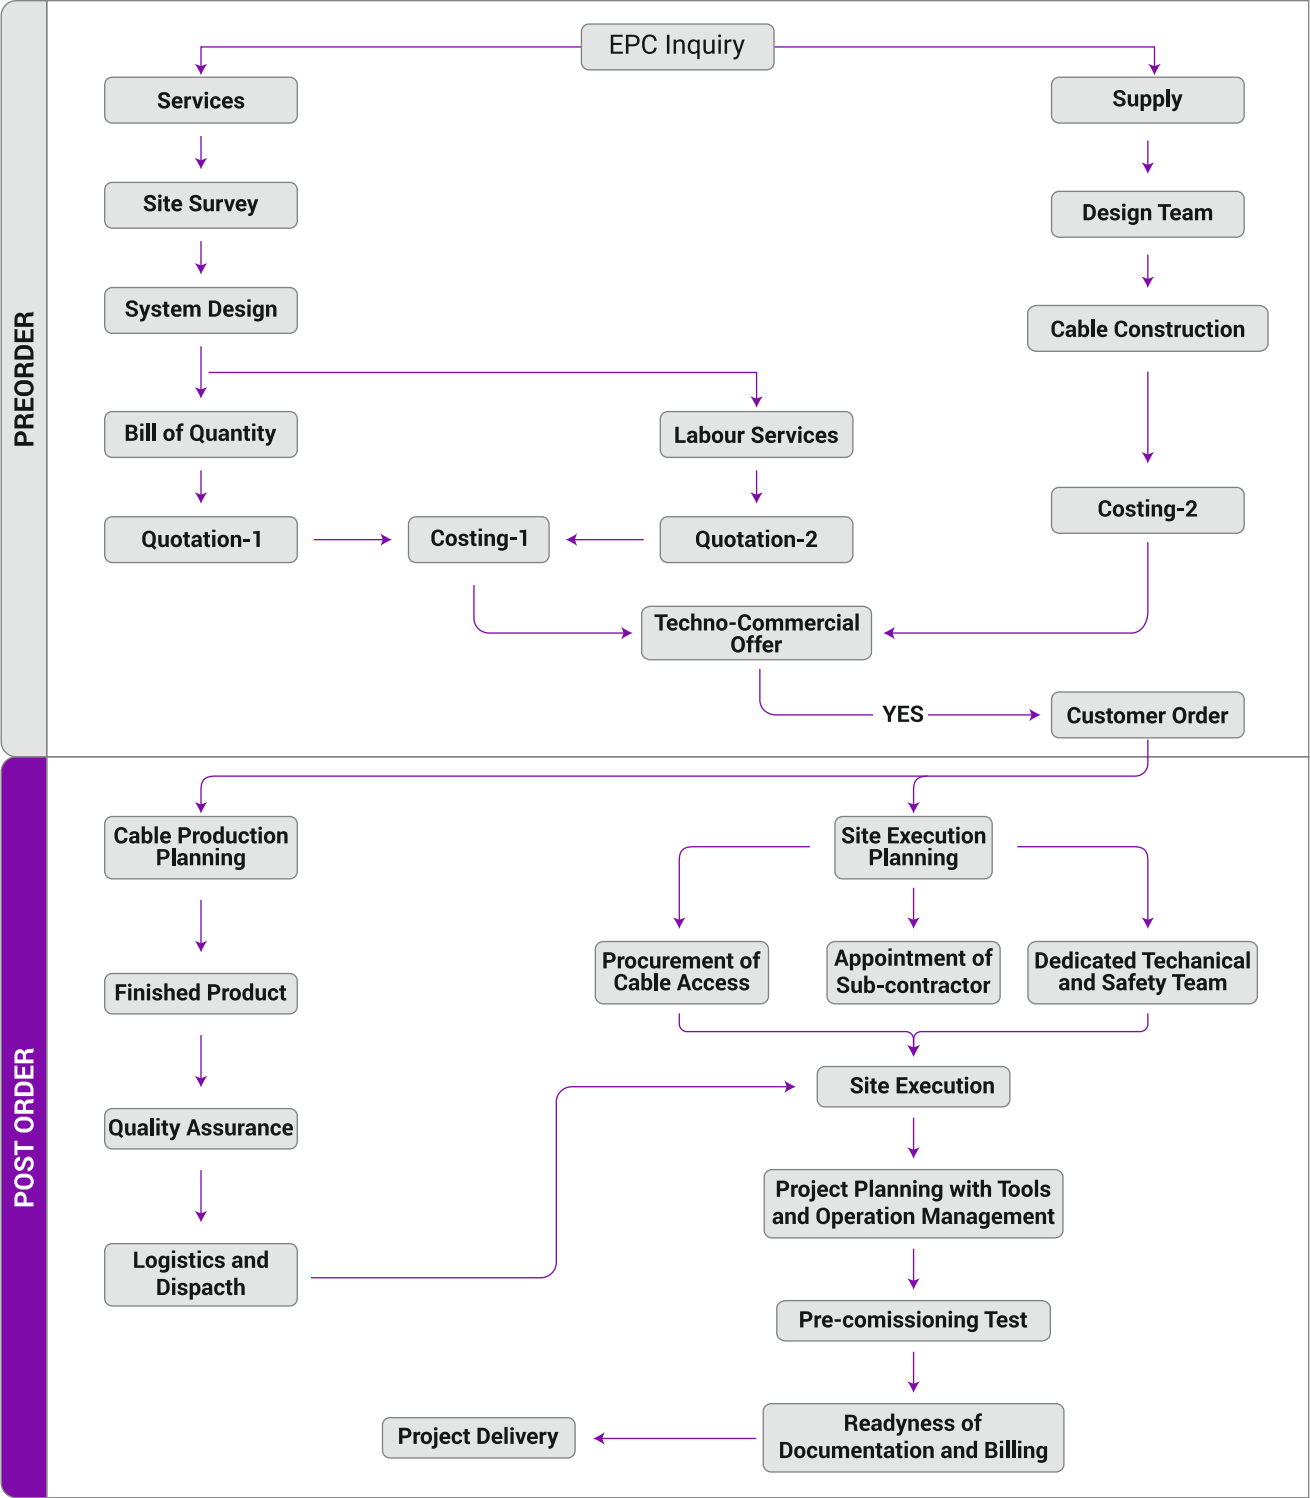 PREORDER
EPC Inquiry
Services
Supply
Site Survey
Design Team
System Design
Cable Construction
Bill of Quantity
Labour Services
Quotation-1
Costing-1
Quotation-2
Costing-2
Techno-Commercial
Offer
YES
Customer Order
POST ORDER
Cable Production
Planning
Site Execution
Planning
Finished Product
Procurement of
Cable Access
Appointment of
Sub-contractor
Dedicated Techanical
and Safety Team
Quality Assurance
Site Execution
Logistics and
Dispacth
Project Planning with Tools
and Operation Management
Pre-comissioning Test
Readyness of
Documentation and Billing
Project Delivery